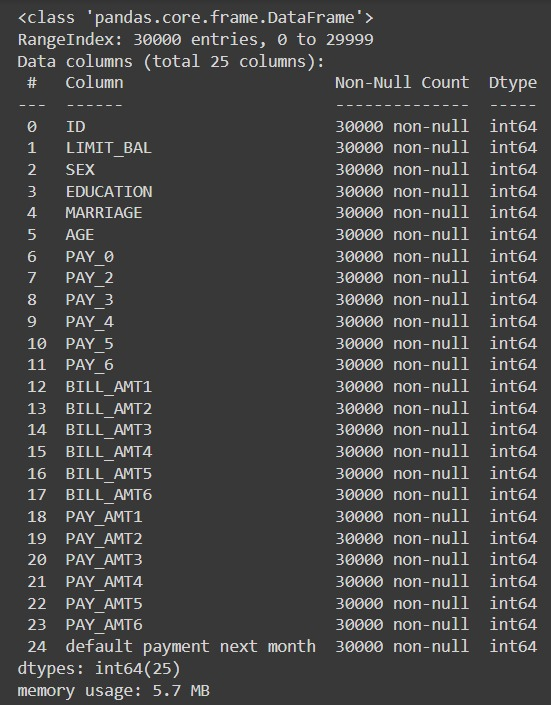 <class 'pandas.core.frame.DataFrame'>
RangeIndex: 30000 entries, 0 to 29999
Data columns (total 25 columns):
 #   Column                      Non-Null Count  Dtype
---  ------                      --------------  -----
 0   ID                          30000 non-null  int64
 1   LIMIT_BAL                   30000 non-null  int64
 2   SEX                         30000 non-null  int64
 3   EDUCATION                   30000 non-null  int64
 4   MARRIAGE                    30000 non-null  int64
 5   AGE                         30000 non-null  int64
 6   PAY_0                       30000 non-null  int64
 7   PAY_2                       30000 non-null  int64
 8   PAY_3                       30000 non-null  int64
 9   PAY_4                       30000 non-null  int64
 10  PAY_5                       30000 non-null  int64
 11  PAY_6                       30000 non-null  int64
 12  BILL_AMT1                   30000 non-null  int64
 13  BILL_AMT2                   30000 non-null  int64
 14  BILL_AMT3                   30000 non-null  int64
 15  BILL_AMT4                   30000 non-null  int64
 16  BILL_AMT5                   30000 non-null  int64
 17  BILL_AMT6                   30000 non-null  int64
 18  PAY_AMT1                    30000 non-null  int64
 19  PAY_AMT2                    30000 non-null  int64
 20  PAY_AMT3                    30000 non-null  int64
 21  PAY_AMT4                    30000 non-null  int64
 22  PAY_AMT5                    30000 non-null  int64
 23  PAY_AMT6                    30000 non-null  int64
 24  default payment next month  30000 non-null  int64
dtypes: int64(25)
memory usage: 5.7 MB